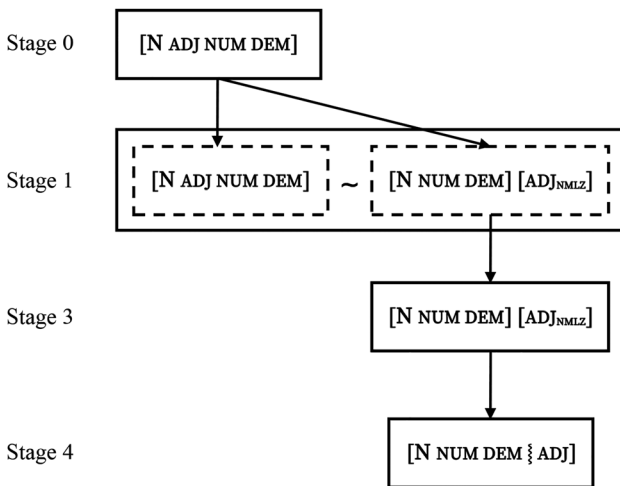 Stage 0 [N ADJ NUM DEM]
Stage 1 [N ADJ NUM DEM] ~ [N NUM DEM] [ADJNMLZ]
Stage 3 [N NUM DEM] [ADJNMLZ]
Stage 4 [N NUM DEM ⸾ ADJ]